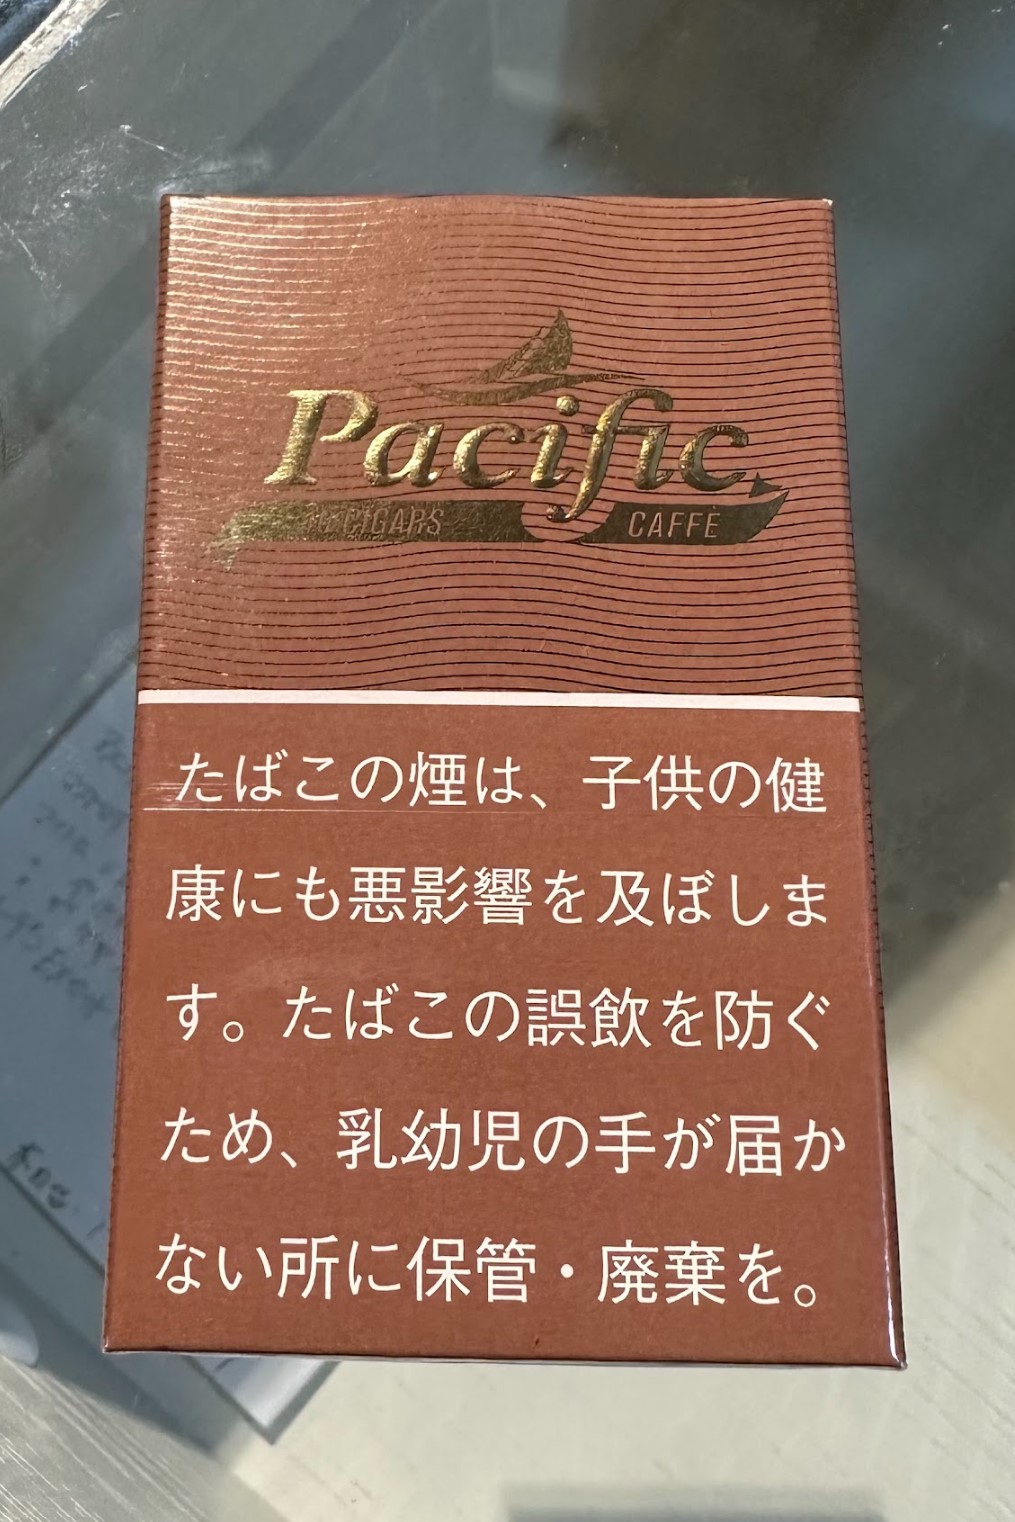 Pacific
CIGARS
CAFFÈ
たばこの煙は、子供の健
康にも悪影響を及ぼしま
す。たばこの誤飲を防ぐ
ため、乳幼児の手が届か
ない所に保管・廃棄を。